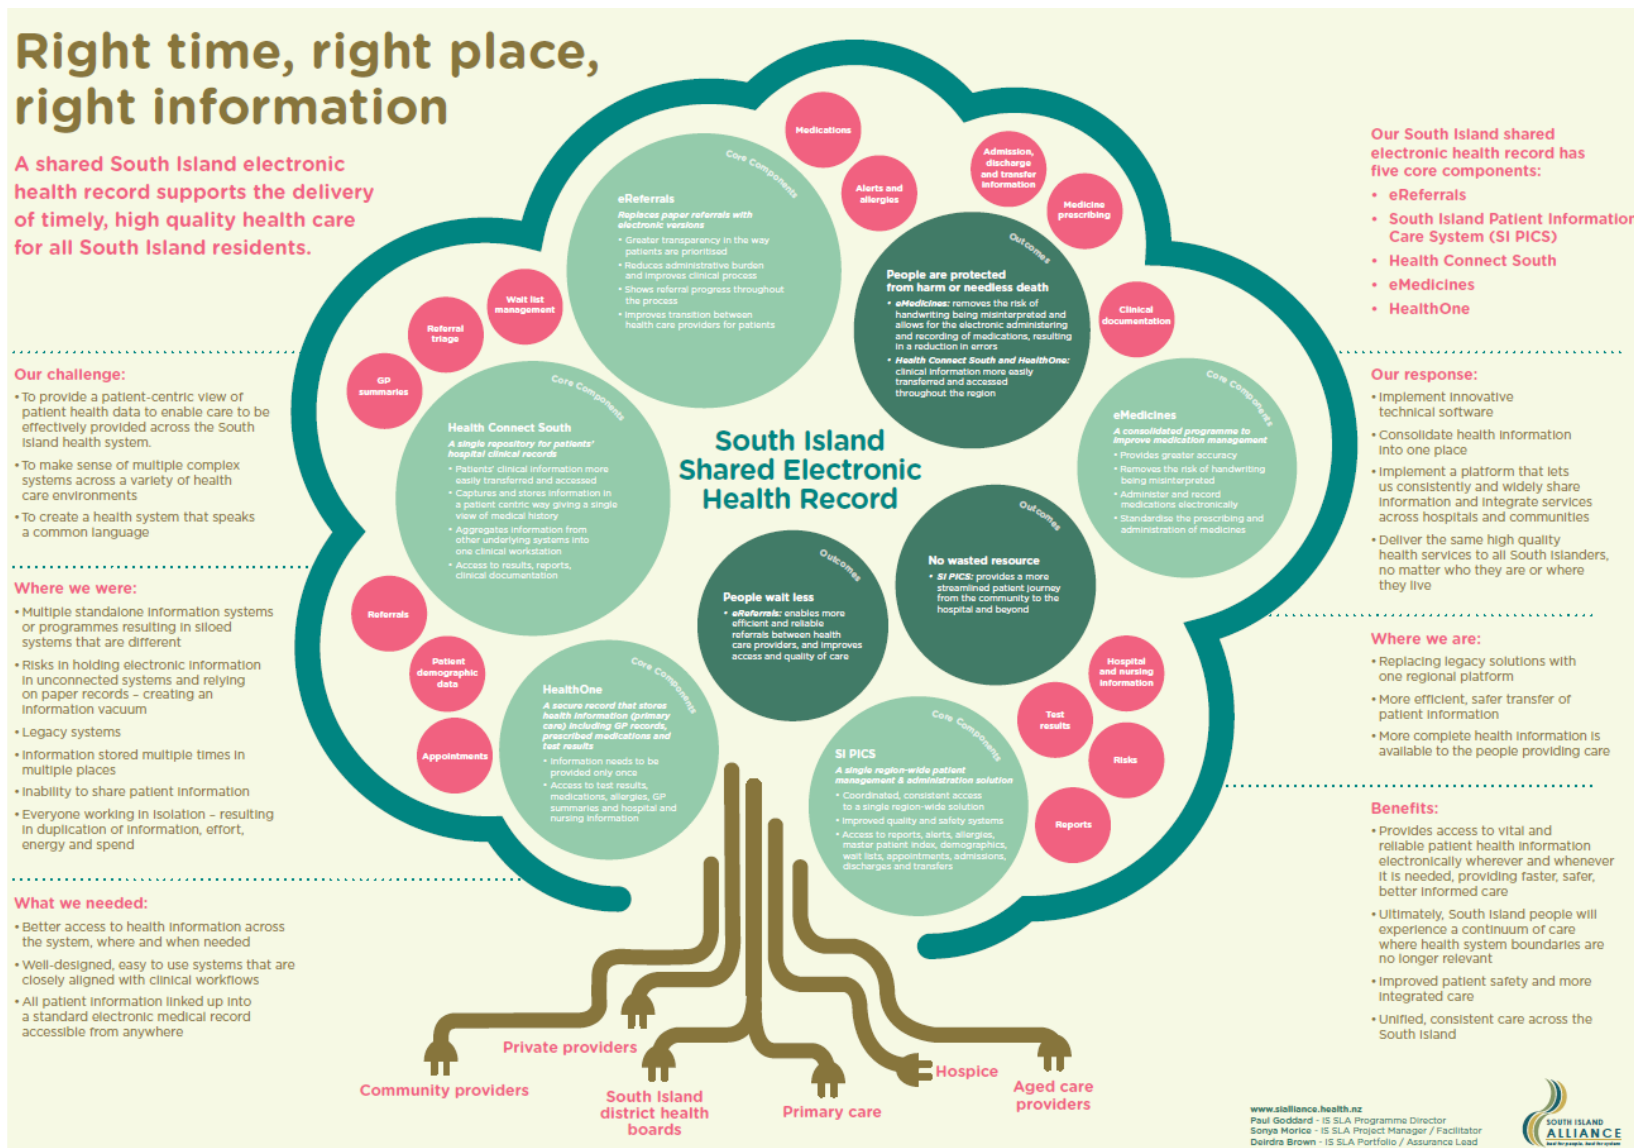 Right time, right place,
right information
A shared South Island electronic
health record supports the delivery
of timely, high quality health care
for all South Island residents.
Our challenge:
• To provide a patient-centric view of
patient health data to enable care to be
effectively provided across the South
Island health system.
• To make sense of multiple complex
systems across a variety of health
care environments
• To create a health system that speaks
a common language
Where we were:
• Multiple standalone information systems
or programmes resulting in siloed
systems that are different
• Risks in holding electronic information
in unconnected systems and relying
on paper records – creating an
information vacuum
• Legacy systems
• Information stored multiple times in
multiple places
• Inability to share patient information
• Everyone working in isolation – resulting
in duplication of information, effort,
energy and spend
What we needed:
• Better access to health information across
the system, where and when needed
• Well-designed, easy to use systems that are
closely aligned with clinical workflows
• All patient information linked up into
a standard electronic medical record
accessible from anywhere
Medications
Alerts and
allergies
Admission,
discharge
and transfer
information
Medicine
prescribing
Clinical
documentation
Wait list
management
Referral
triage
GP
summaries
Core Components
eReferrals
Replaces paper referrals with
electronic versions
• Greater transparency in the way
patients are prioritised
• Reduces administrative burden
and improves clinical process
• Shows referral progress throughout
the process
• Improves transition between
health care providers for patients
Outcomes
People are protected
from harm or needless death
• eMedicines: removes the risk of
handwriting being misinterpreted and
allows for the electronic administering
and recording of medications, resulting
in a reduction in errors
• Health Connect South and HealthOne:
clinical information more easily
transferred and accessed
throughout the region
Core Components
Health Connect South
A single repository for patients'
hospital clinical records
• Patients' clinical information more
easily transferred and accessed
• Captures and stores information in
a patient centric way giving a single
view of medical history
• Aggregates information from
other underlying systems into
one clinical workstation
• Access to results, reports,
clinical documentation
South Island
Shared Electronic
Health Record
Core Components
eMedicines
A consolidated programme to
improve medication management
• Provides greater accuracy
• Removes the risk of handwriting
being misinterpreted
• Administer and record
medications electronically
• Standardise the prescribing and
administration of medicines
Outcomes
No wasted resource
• SI PICS: provides a more
streamlined patient journey
from the community to the
hospital and beyond
Outcomes
People wait less
• eReferrals: enables more
efficient and reliable
referrals between health
care providers, and improves
access and quality of care
Referrals
Patient
demographic
data
Appointments
Core Components
HealthOne
A secure record that stores
health information (primary
care) including GP records,
prescribed medications and
test results
• Information needs to be
provided only once
• Access to test results,
medications, allergies, GP
summaries and hospital and
nursing information
Core Components
SI PICS
A single region-wide patient
management & administration solution
• Coordinated, consistent access
to a single region-wide solution
• Improved quality and safety systems
• Access to reports, alerts, allergies,
master patient index, demographics,
wait lists, appointments, admissions,
discharges and transfers
Hospital
and nursing
information
Test
results
Risks
Reports
Community providers
Private providers
South Island
district health
boards
Primary care
Hospice
Aged care
providers
Our South Island shared
electronic health record has
five core components:
• eReferrals
• South Island Patient Information
Care System (SI PICS)
• Health Connect South
• eMedicines
• HealthOne
Our response:
• Implement innovative
technical software
• Consolidate health information
into one place
• Implement a platform that lets
us consistently and widely share
information and integrate services
across hospitals and communities
• Deliver the same high quality
health services to all South Islanders,
no matter who they are or where
they live
Where we are:
• Replacing legacy solutions with
one regional platform
• More efficient, safer transfer of
patient information
• More complete health information is
available to the people providing care
Benefits:
• Provides access to vital and
reliable patient health information
electronically wherever and whenever
it is needed, providing faster, safer,
better informed care
• Ultimately, South Island people will
experience a continuum of care
where health system boundaries are
no longer relevant
• Improved patient safety and more
integrated care
• Unified, consistent care across the
South Island
www.sialliance.health.nz
Paul Goddard - IS SLA Programme Director
Sonya Morice - IS SLA Project Manager / Facilitator
Deirdra Brown - IS SLA Portfolio / Assurance Lead
SOUTH ISLAND
ALLIANCE
best for people, best for system